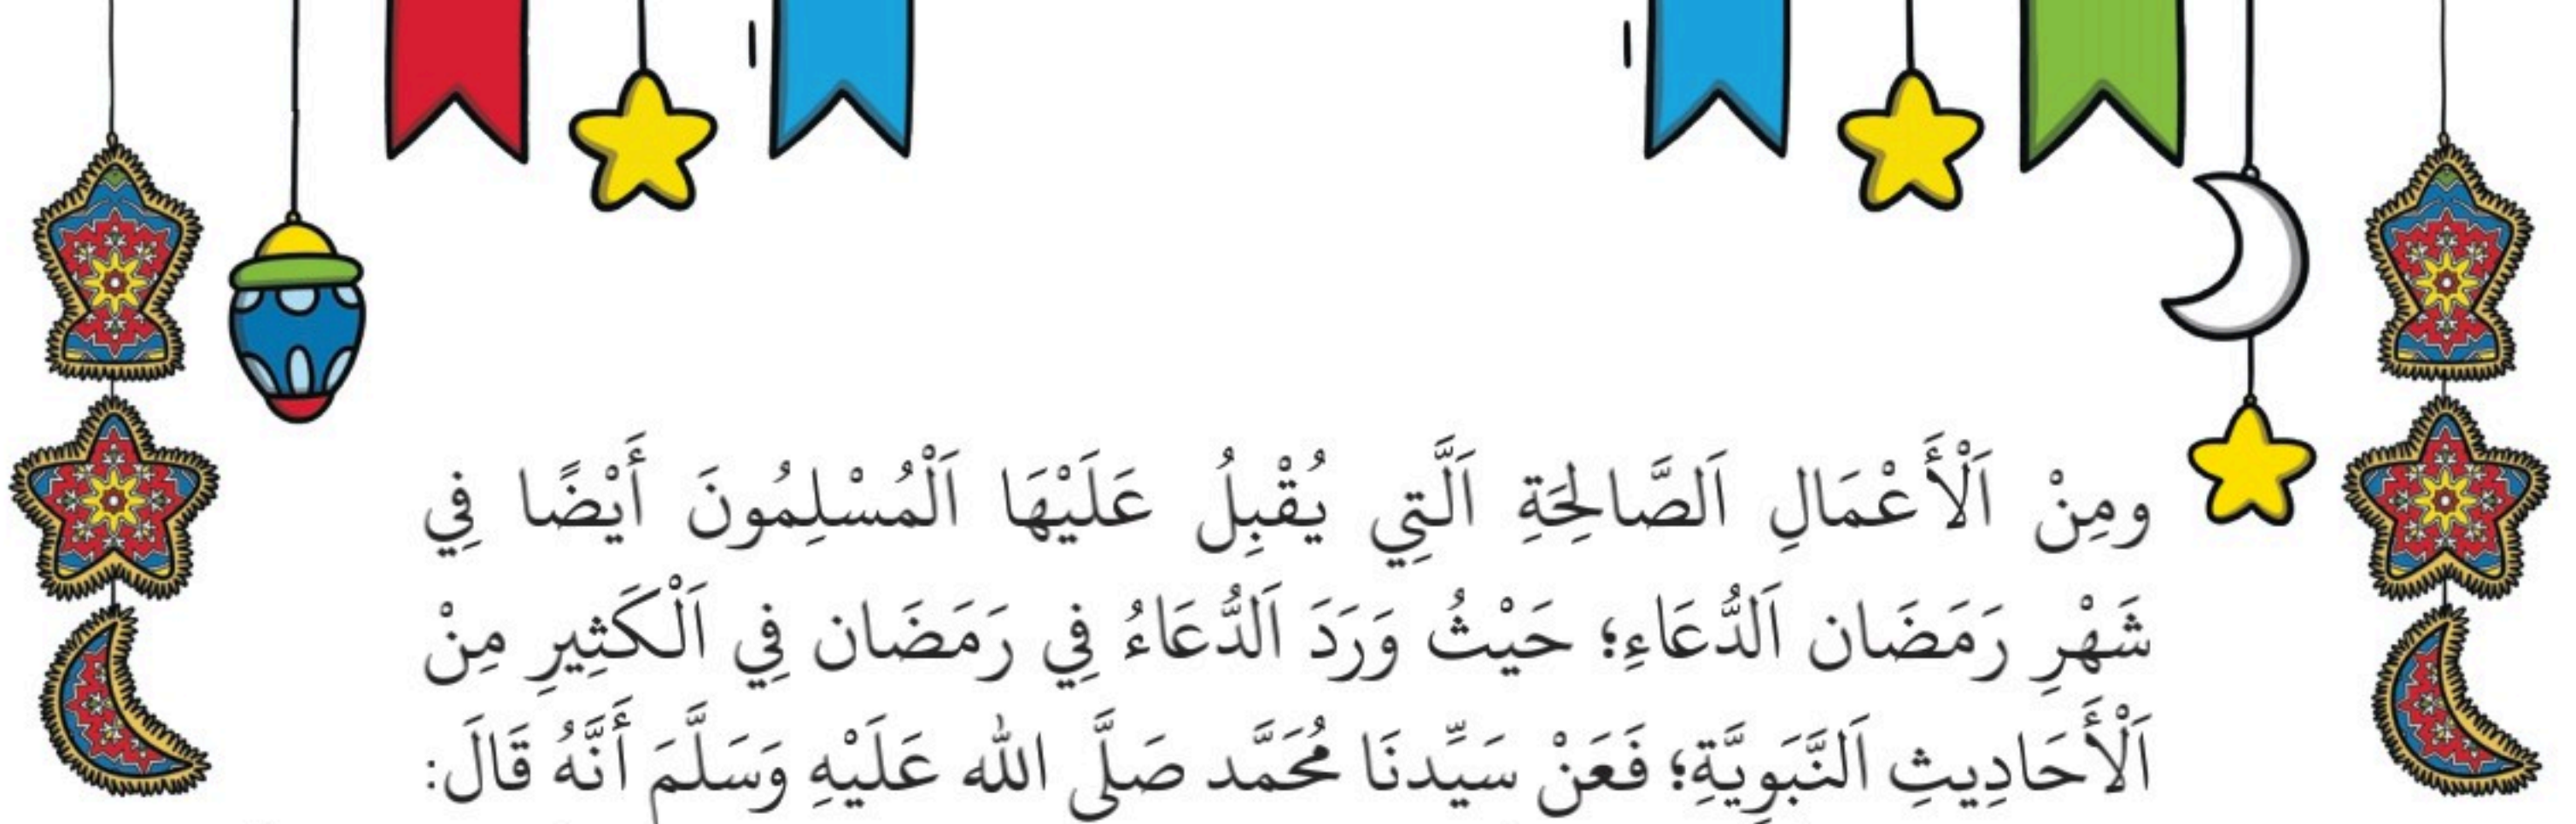 ومِنْ اَلْأَعْمَالِ اَلصَّالِحَةِ اَلَّتِي يُقْبِلُ عَلَيْهَا اَلْمُسْلِمُونَ أَيْضًا فِي
شَهْرِ رَمَضَان اَلدُّعَاءِ؛ حَيْثُ وَرَدَ اَلدُّعَاءُ فِي رَمَضَان فِي اَلْكَثِيرِ مِنْ
اَلْأَحَادِيثِ اَلنَّبَوِيَّةِ؛ فَعَنْ سَيِّدنَا مُحَمَّد صَلَّى الله عَلَيْهِ وَسَلَّمَ أَنَّهُ قَالَ: